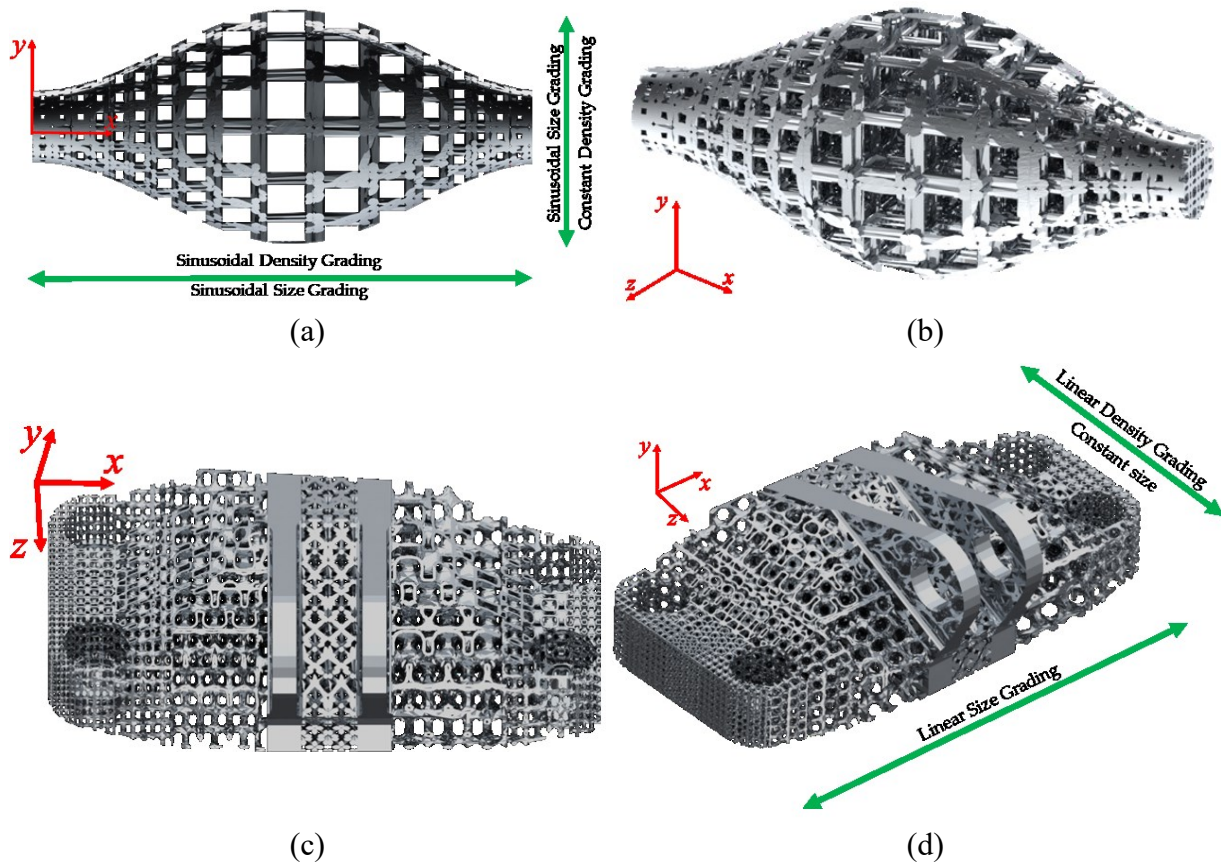 y
x
Sinusoidal Size Grading
Constant Density Grading
Sinusoidal Density Grading
Sinusoidal Size Grading
(a)
y
z
x
(b)
y
x
z
(c)
Linear Density Grading
Constant size
y
x
z
Linear Size Grading
(d)